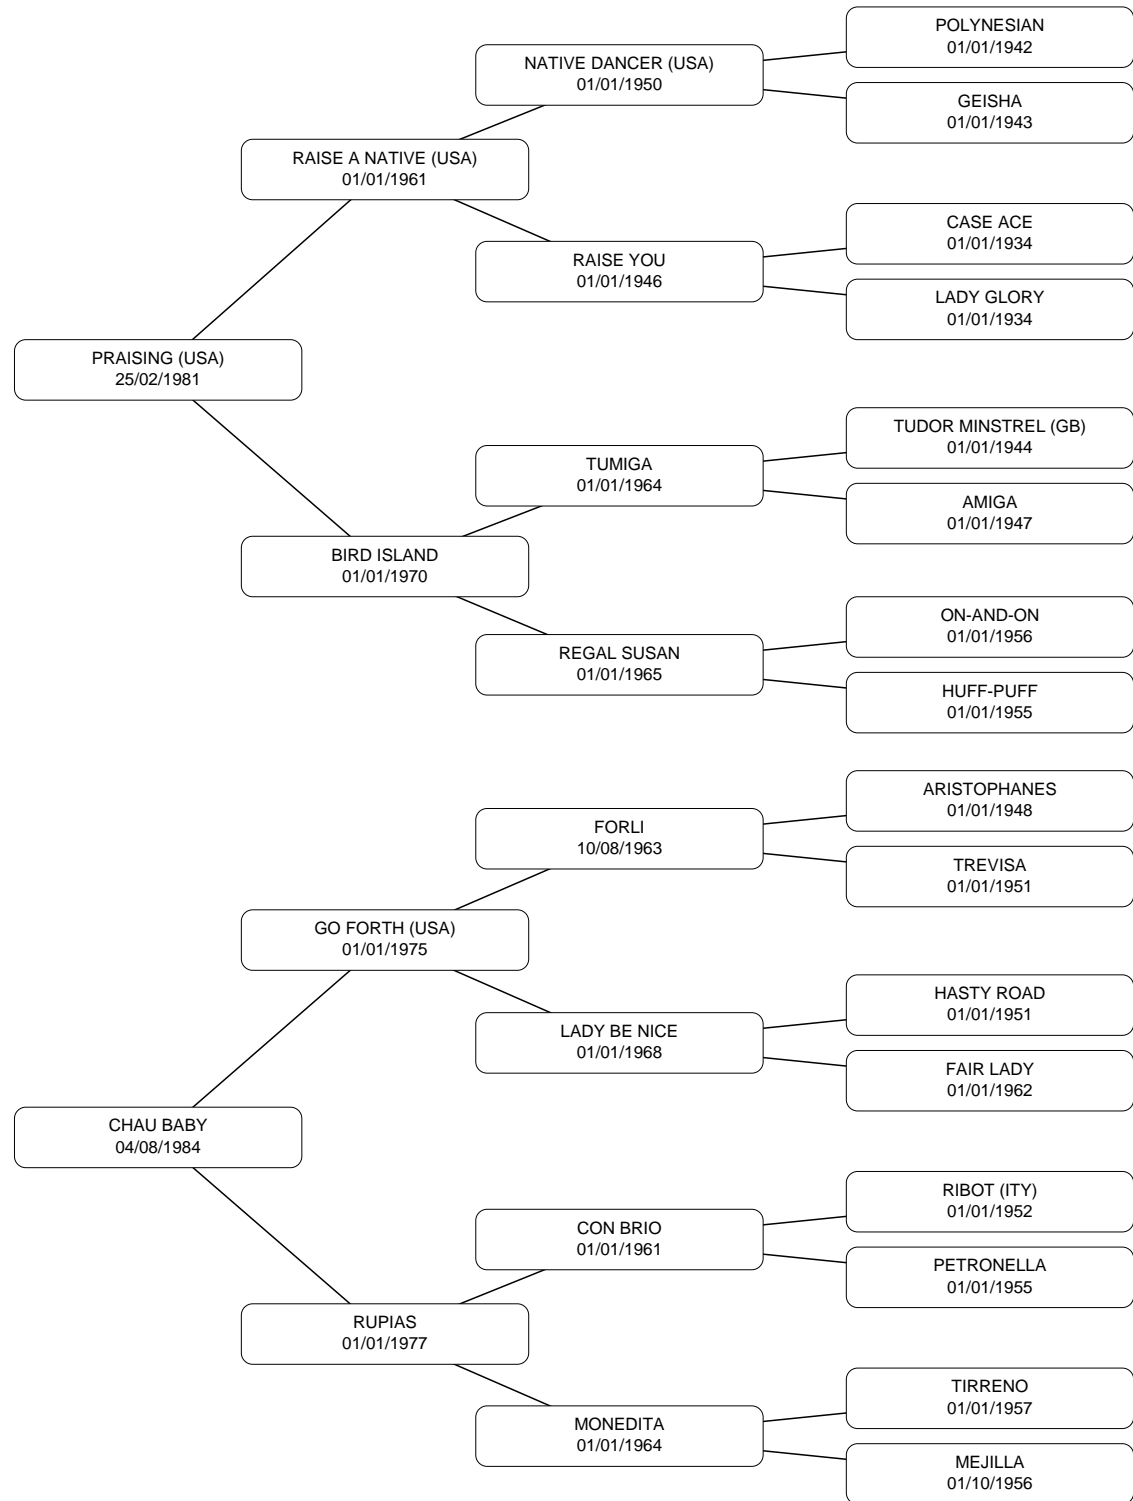 POLYNESIAN
01/01/1942
NATIVE DANCER (USA)
01/01/1950
GEISHA
01/01/1943
RAISE A NATIVE (USA)
01/01/1961
CASE ACE
01/01/1934
RAISE YOU
01/01/1946
LADY GLORY
01/01/1934
PRAISING (USA)
25/02/1981
TUDOR MINSTREL (GB)
01/01/1944
TUMIGA
01/01/1964
AMIGA
01/01/1947
BIRD ISLAND
01/01/1970
ON-AND-ON
01/01/1956
REGAL SUSAN
01/01/1965
HUFF-PUFF
01/01/1955
ARISTOPHANES
01/01/1948
FORLI
10/08/1963
TREVISA
01/01/1951
GO FORTH (USA)
01/01/1975
HASTY ROAD
01/01/1951
LADY BE NICE
01/01/1968
FAIR LADY
01/01/1962
CHAU BABY
04/08/1984
RIBOT (ITY)
01/01/1952
CON BRIO
01/01/1961
PETRONELLA
01/01/1955
RUPIAS
01/01/1977
TIRRENO
01/01/1957
MONEDITA
01/01/1964
MEJILLA
01/10/1956